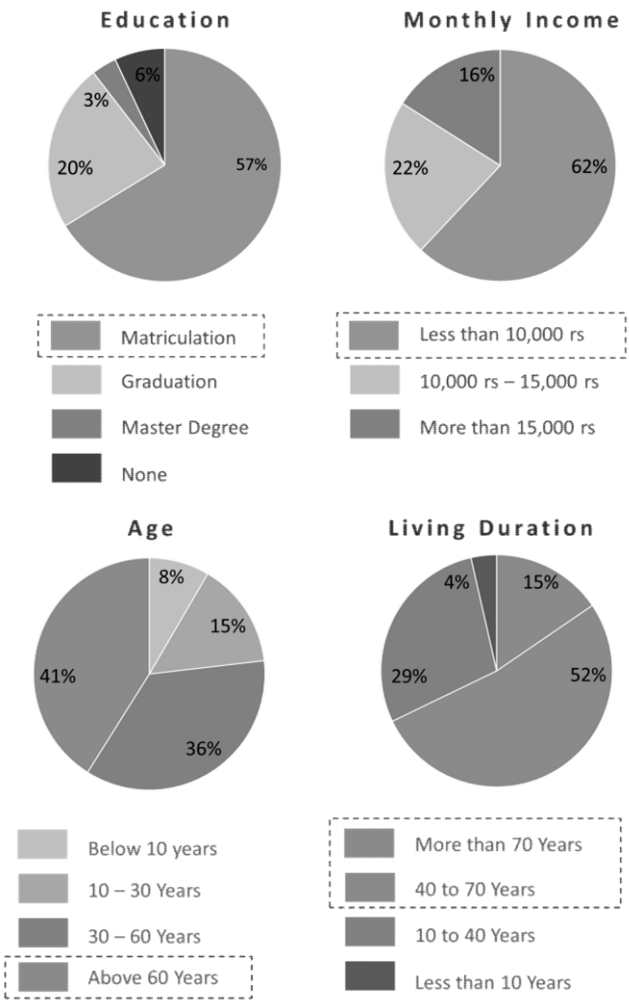 Education
6%
3%
20%
57%
Matriculation
Graduation
Master Degree
None
Monthly Income
16%
22%
62%
Less than 10,000 rs
10,000 rs – 15,000 rs
More than 15,000 rs
Age
8%
15%
41%
36%
Below 10 years
10 – 30 Years
30 – 60 Years
Above 60 Years
Living Duration
4%
15%
29%
52%
More than 70 Years
40 to 70 Years
10 to 40 Years
Less than 10 Years